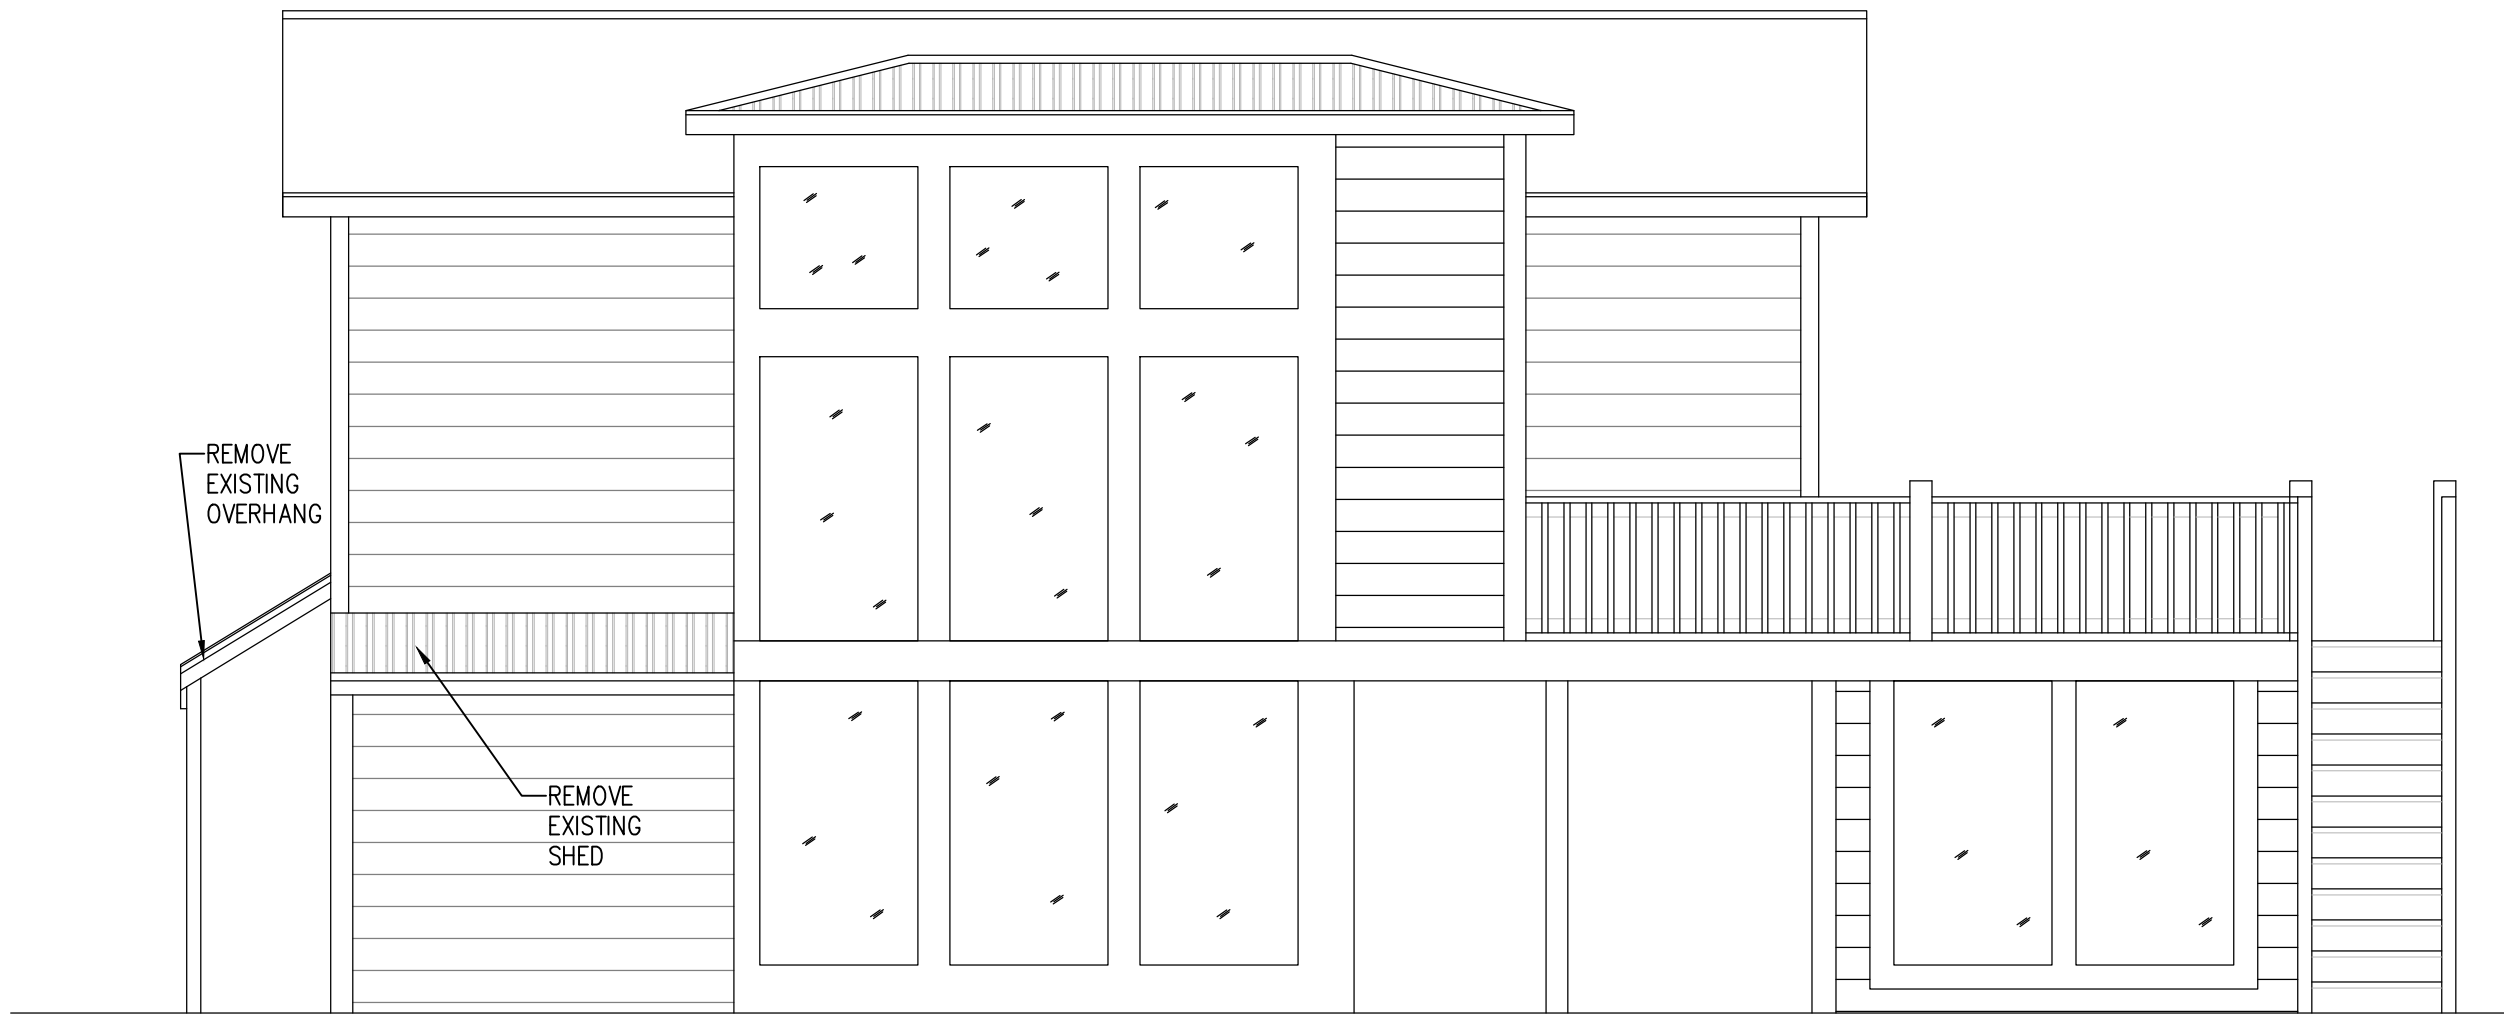 REMOVE
EXISTING
OVERHANG
REMOVE
EXISTING
SHED